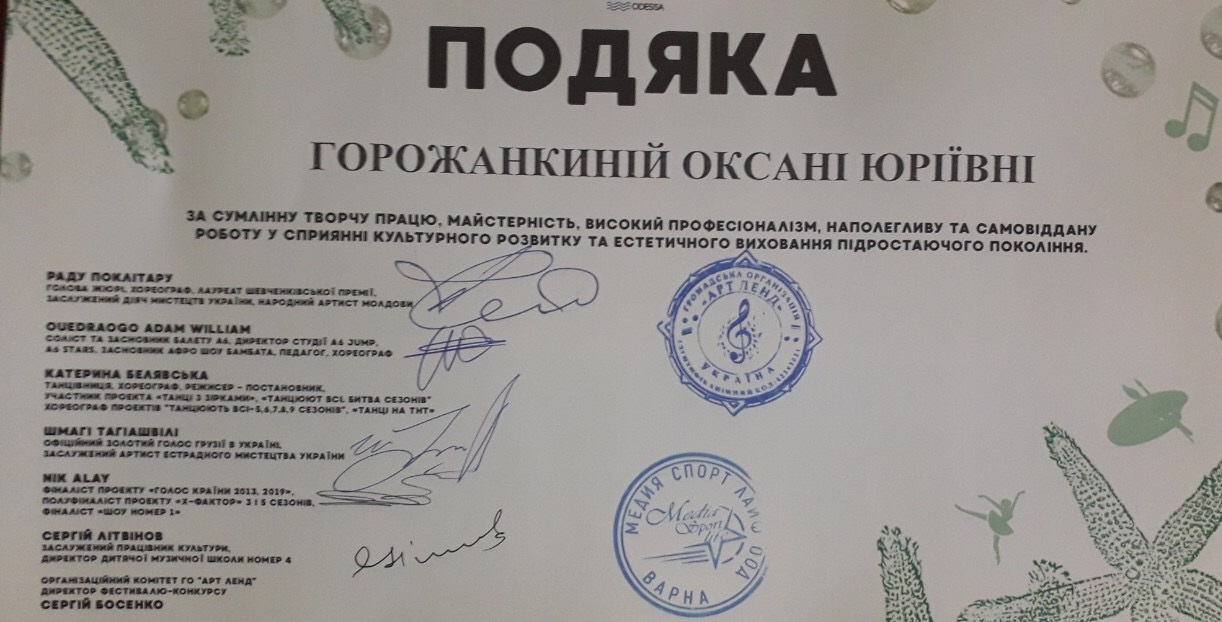 ODESSA
ПОДЯКА
ГОРОЖАНКИНІЙ ОКСАНІ ЮРІЇВНІ
ЗА СУМЛІННУ ТВОРЧУ ПРАЦЮ, МАЙСТЕРНІСТЬ, ВИСОКИЙ ПРОФЕСІОНАЛІЗМ, НАПОЛЕГЛИВУ ТА САМОВІДДАНУ
РОБОТУ У СПРИЯННІ КУЛЬТУРНОГО РОЗВИТКУ ТА ЕСТЕТИЧНОГО ВИХОВАННЯ ПІДРОСТАЮЧОГО ПОКОЛІННЯ.
РАДУ ПОКЛІТАРУ
ГОЛОВА ЖЮРІ, ХОРЕОГРАФ, ЛАУРЕАТ ШЕВЧЕНКІВСЬКОЇ ПРЕМІЇ,
ЗАСЛУЖЕНИЙ ДІЯЧ МИСТЕЦТВ УКРАЇНИ, НАРОДНИЙ АРТИСТ МОЛДОВИ
OUEDRAOGO ADAM WILLIAM
СОЛІСТ ТА ЗАСНОВНИК БАЛЕТУ A6, ДИРЕКТОР СТУДІЇ A6 JUMP,
A6 STARS, ЗАСНОВНИК АФРО ШОУ БАМБАТА, ПЕДАГОГ, ХОРЕОГРАФ
КАТЕРИНА БЕЛЯВСЬКА
ТАНЦІВНИЦЯ, ХОРЕОГРАФ, РЕЖИСЕР - ПОСТАНОВНИК,
УЧАСТНИК ПРОЕКТА «ТАНЦІ З ЗІРКАМИ», «ТАНЦЮЮТ ВСІ. БИТВА СЕЗОНІВ"
ХОРЕОГРАФ ПРОЕКТІВ "ТАНЦЮЮТЬ ВСІ-5,6,7,8,9 СЕЗОНІВ", «ТАНЦІ НА ТНТ»
ШМАГІ ТАГІАШВІЛІ
ОФІЦІЙНИЙ ЗОЛОТИЙ ГОЛОС ГРУЗІЇ В УКРАЇНІ,
ЗАСЛУЖЕНИЙ АРТИСТ ЕСТРАДНОГО МИСТЕЦТВА УКРАЇНИ
NIK ALAY
ФІНАЛІСТ ПРОЕКТУ «ГОЛОС КРАЇНИ 2013, 2019»,
ПОЛУФІНАЛІСТ ПРОЕКТУ «Х-ФАКТОР» 3 І 5 СЕЗОНІВ,
ФІНАЛІСТ «ШОУ НОМЕР 1»
СЕРГІЙ ЛІТВІНОВ
ЗАСЛУЖЕНИЙ ПРАЦІВНИК КУЛЬТУРИ,
ДИРЕКТОР ДИТЯЧОЇ МУЗИЧНОЇ ШКОЛИ НОМЕР 4
ОРГАНІЗАЦІЙНИЙ КОМІТЕТ ГО "АРТ ЛЕНД"
ДИРЕКТОР ФЕСТИВАЛЮ-КОНКУРСУ
СЕРГІЙ БОСЕНКО
ГРОМАДСЬКА ОРГАНІЗАЦІЯ
«АРТ ЛЕНД»
УКРАЇНА
МЕДИЯ СПОРТ ЛАЙФ ООД
Media
Sport
ВАРНА